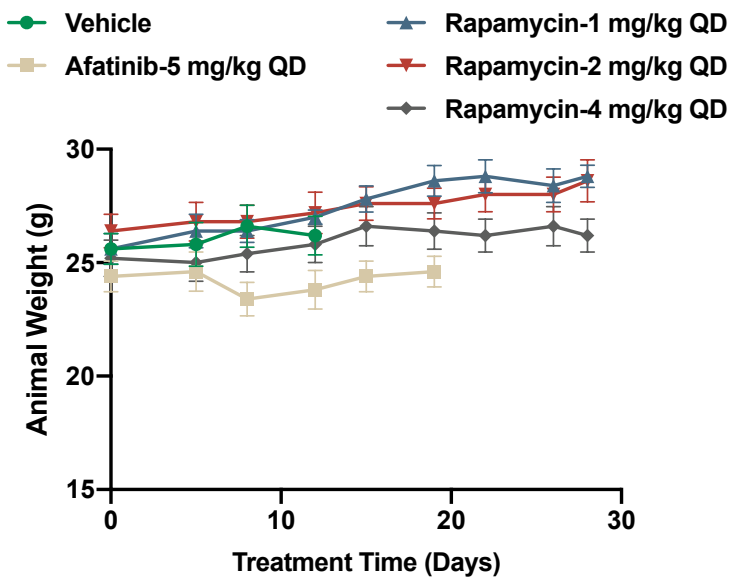 Vehicle
Afatinib-5 mg/kg QD
Rapamycin-1 mg/kg QD
Rapamycin-2 mg/kg QD
Rapamycin-4 mg/kg QD
30
25
20
15
0
10
20
30
Animal Weight (g)
Treatment Time (Days)